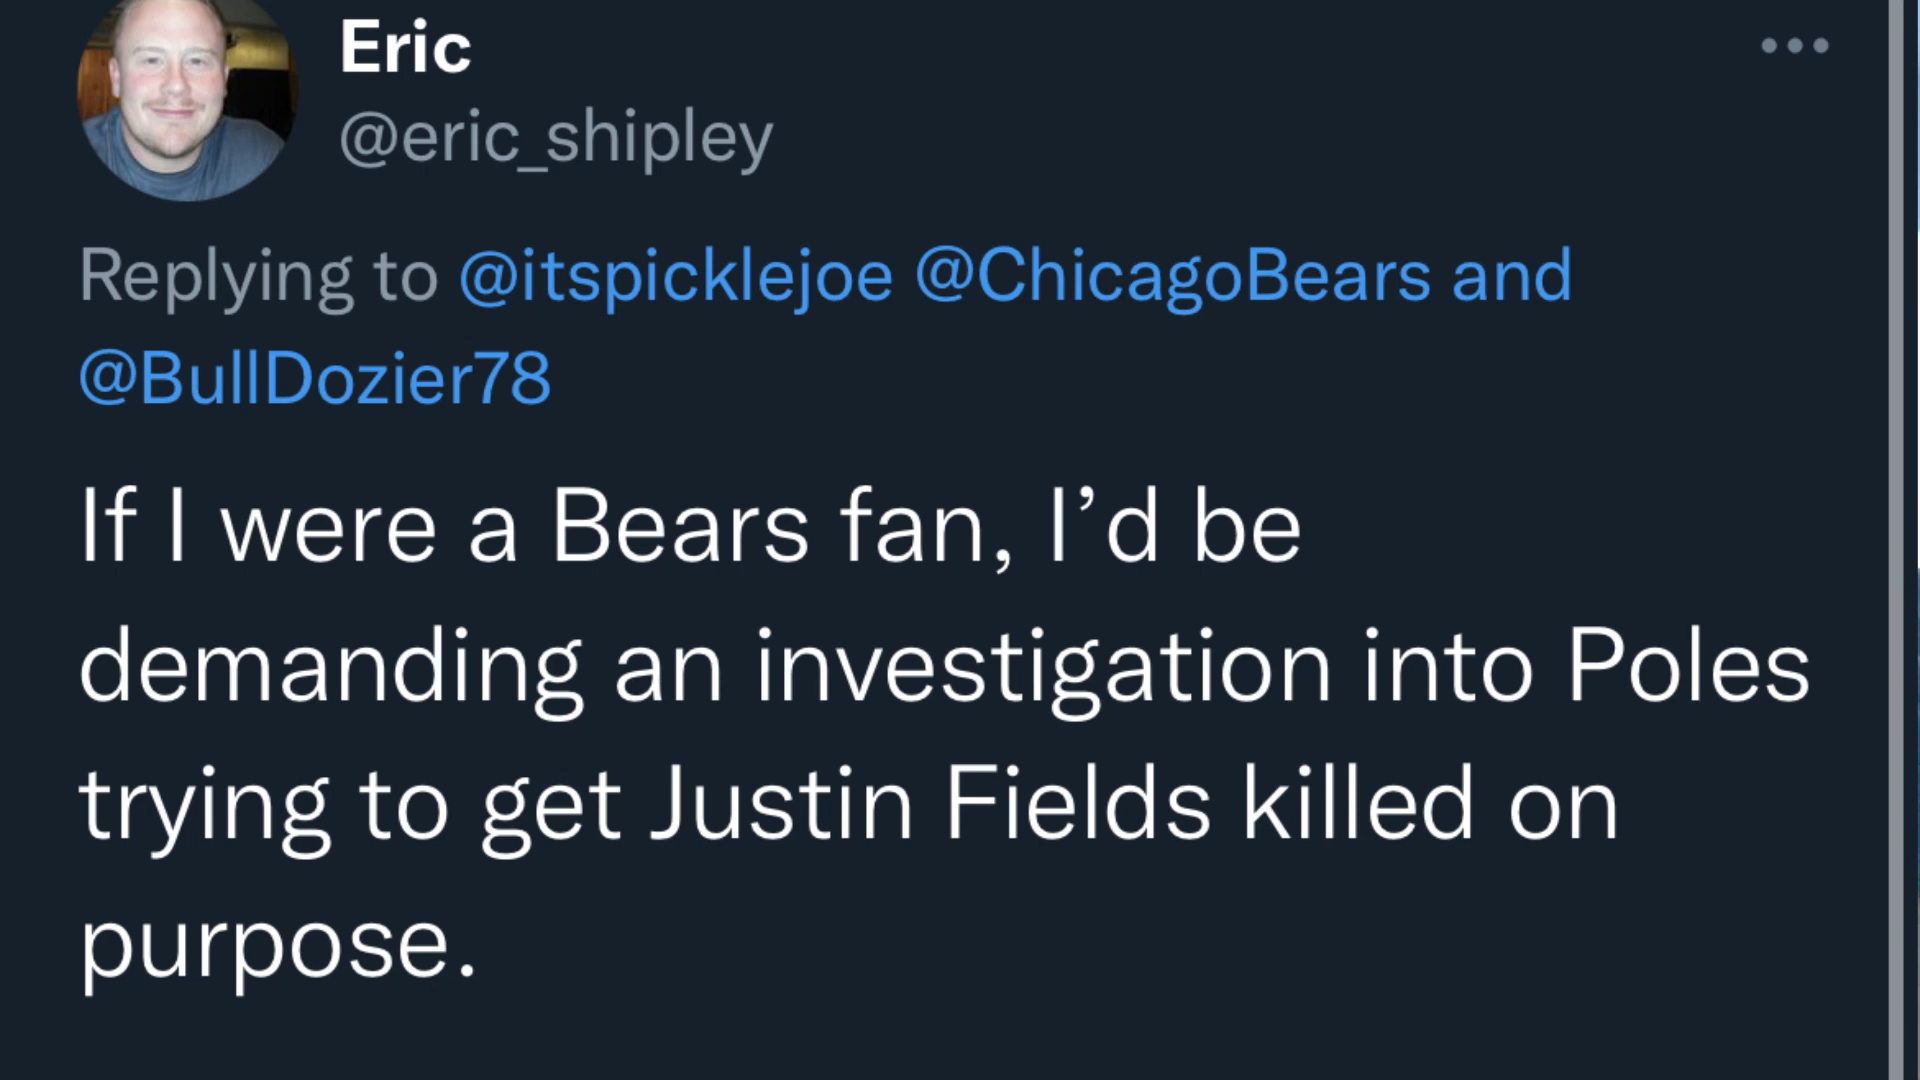 Eric
@eric_shipley
Replying to @itspicklejoe @ChicagoBears and
@BullDozier78
If I were a Bears fan, I’d be
demanding an investigation into Poles
trying to get Justin Fields killed on
purpose.